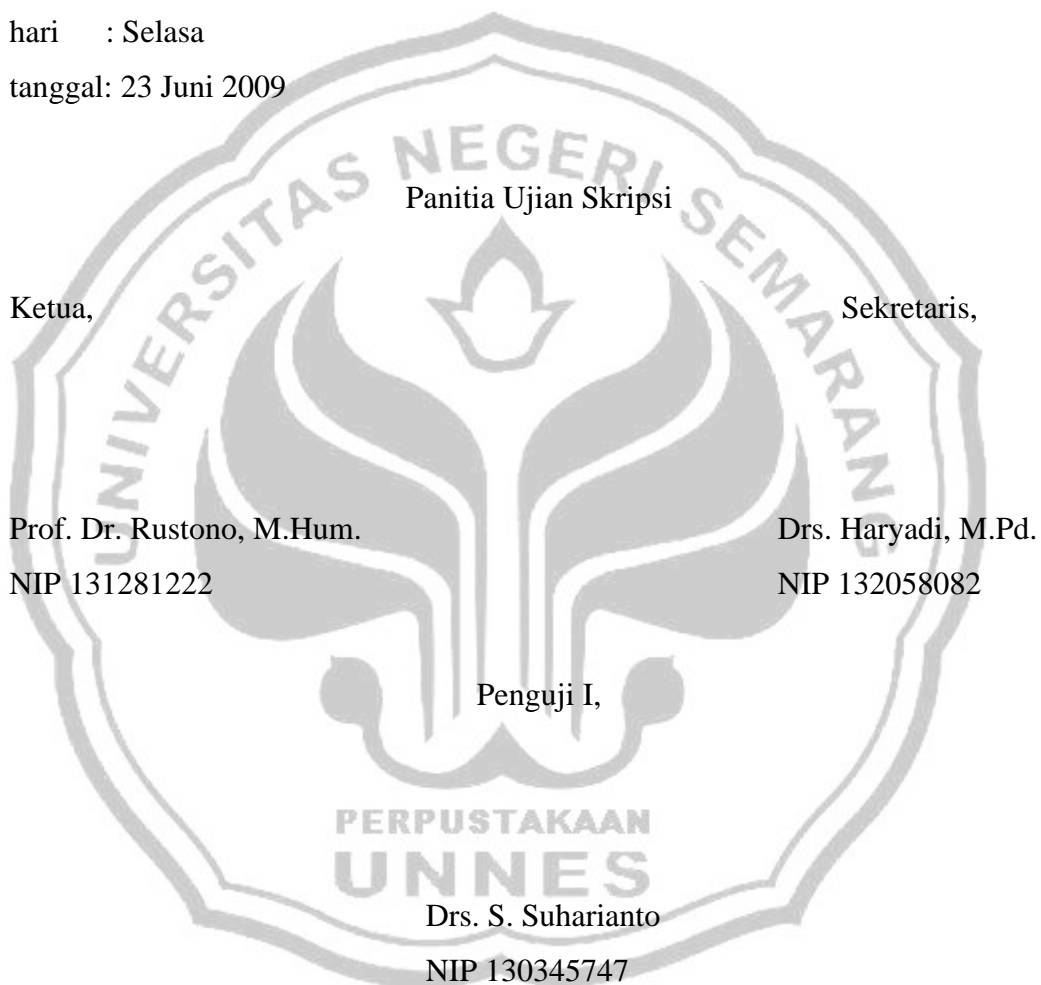 hari : Selasa
tanggal: 23 Juni 2009
UNIVERSITAS NEGERI SEMARANG
Panitia Ujian Skripsi
Ketua, Sekretaris,
Prof. Dr. Rustono, M.Hum. Drs. Haryadi, M.Pd.
NIP 131281222 NIP 132058082
Penguji I,
PERPUSTAKAAN
UNNES
Drs. S. Suharianto
NIP 130345747